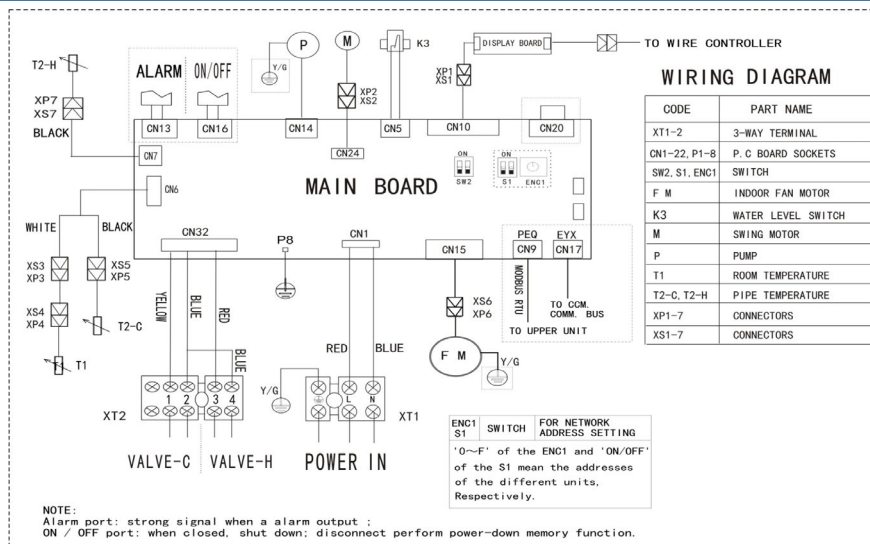 P
M
K3
DISPLAY BOARD
TO WIRE CONTROLLER
T2-H
ALARM
ON/OFF
Y/G
XP2
XS2
XP1
XS1
XP7
XS7
BLACK
CN13
CN16
CN14
CN5
CN10
CN20
CN7
CN24
ON
SW2
ON
S1
ENC1
MAIN BOARD
CN6
WHITE
BLACK
CN32
P8
CN1
CN15
PEQ
CN9
EYX
CN17
XS3
XP3
XS5
XP5
XS4
XP4
T2-C
T1
YELLOW
BLUE
RED
BLUE
RED
BLUE
XS6
XP6
MODBUS RTU
TO CCM.
COMM. BUS
TO UPPER UNIT
F M
Y/G
Y/G
XT2
1
2
3
4
L
N
XT1
VALVE-C
VALVE-H
POWER IN
WIRING DIAGRAM
CODE PART NAME
XT1-2 3-WAY TERMINAL
CN1-22, P1-8 P.C BOARD SOCKETS
SW2, S1, ENC1 SWITCH
F M INDOOR FAN MOTOR
K3 WATER LEVEL SWITCH
M SWING MOTOR
P PUMP
T1 ROOM TEMPERATURE
T2-C, T2-H PIPE TEMPERATURE
XP1-7 CONNECTORS
XS1-7 CONNECTORS
ENC1
S1
SWITCH
FOR NETWORK
ADDRESS SETTING
'0~F' of the ENC1 and 'ON/OFF'
of the S1 mean the addresses
of the different units,
Respectively.
NOTE:
Alarm port: strong signal when a alarm output ;
ON / OFF port: when closed, shut down; disconnect perform power-down memory function.